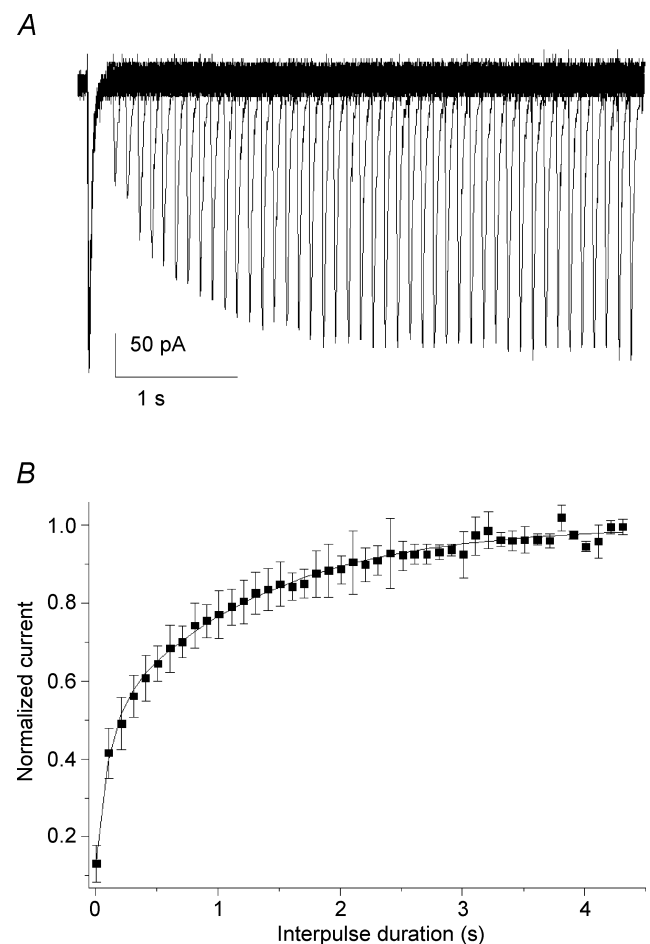 A
50 pA
1 s
B
1.0
0.8
0.6
0.4
0.2
Normalized current
0 1 2 3 4
Interpulse duration (s)